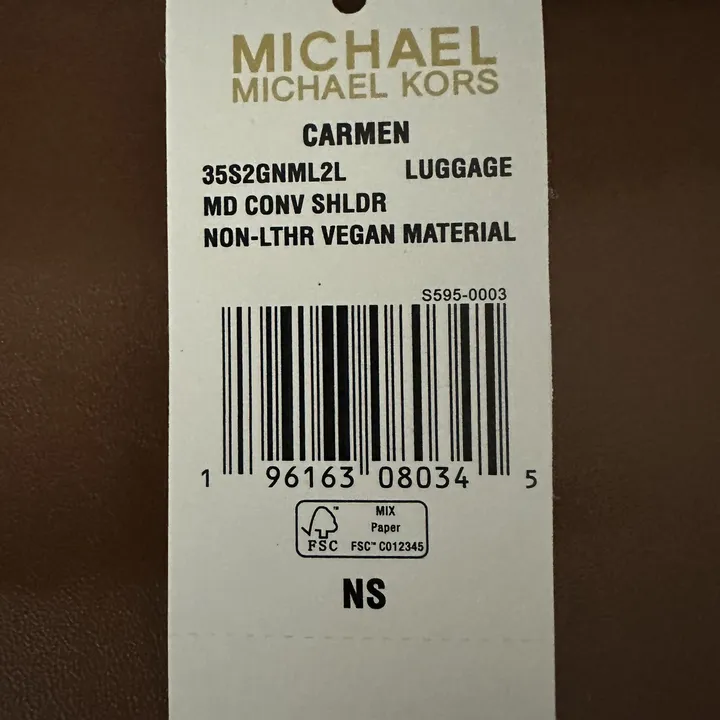 MICHAEL
MICHAEL KORS
CARMEN
35S2GNML2L LUGGAGE
MD CONV SHLDR
NON-LTHR VEGAN MATERIAL
S595-0003
1 96163 08034 5
MIX
Paper
FSC™ FSC™ C012345
NS